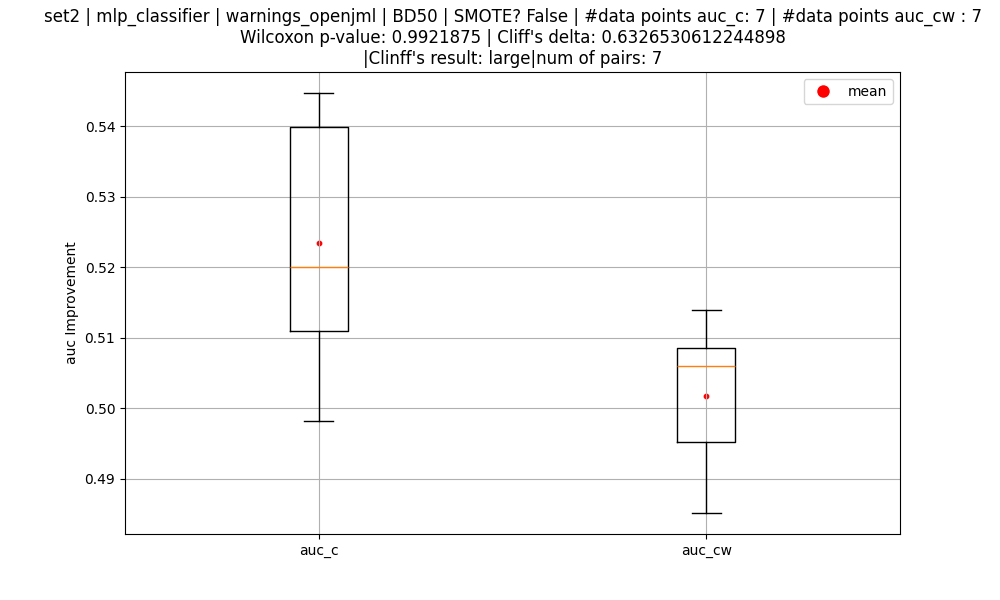 set2 | mlp_classifier | warnings_openjml | BD50 | SMOTE? False | #data points auc_c: 7 | #data points auc_cw : 7
Wilcoxon p-value: 0.9921875 | Cliff's delta: 0.6326530612244898
|Clinff's result: large|num of pairs: 7
mean
0.54
0.53
0.52
0.51
0.50
0.49
auc Improvement
auc_c
auc_cw